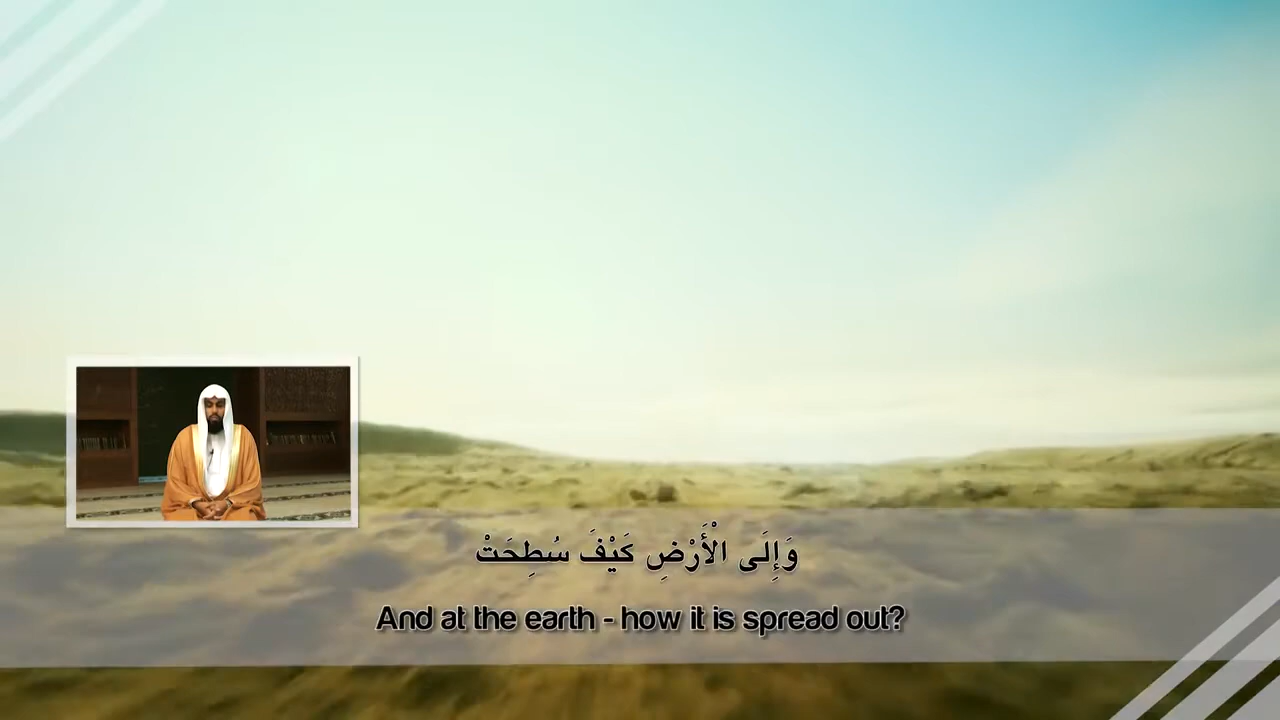 وَإِلَى الْأَرْضِ كَيْفَ سُطِحَتْ
And at the earth - how it is spread out?